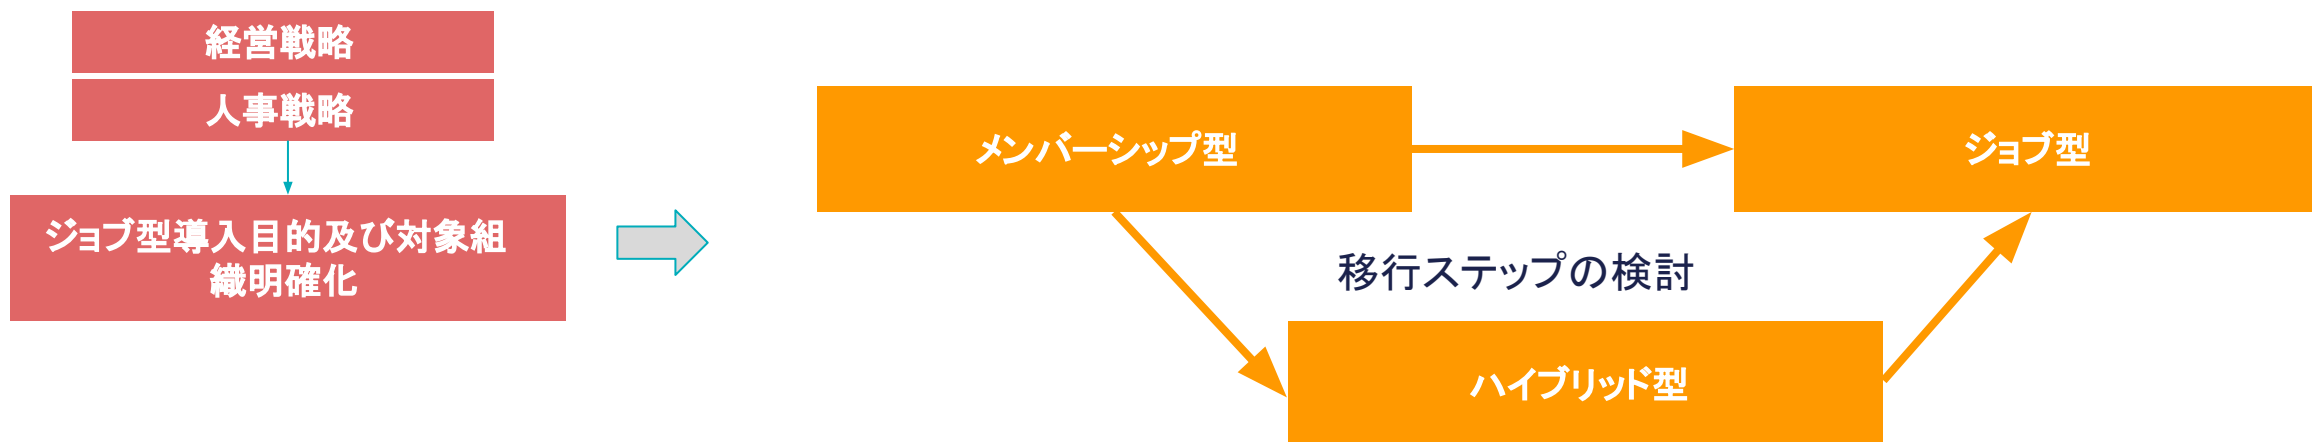 経営戦略
人事戦略
ジョブ型導入目的及び対象組
織明確化
メンバーシップ型
ジョブ型
移行ステップの検討
ハイブリッド型